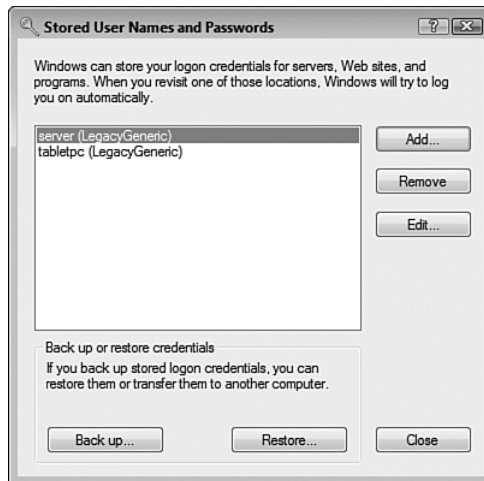 Stored User Names and Passwords
Windows can store your logon credentials for servers, Web sites, and
programs. When you revisit one of those locations, Windows will try to log
you on automatically.
server (LegacyGeneric)
tabletpc (LegacyGeneric)
Add...
Remove
Edit...
Back up or restore credentials
If you back up stored logon credentials, you can
restore them or transfer them to another computer.
Back up...
Restore...
Close